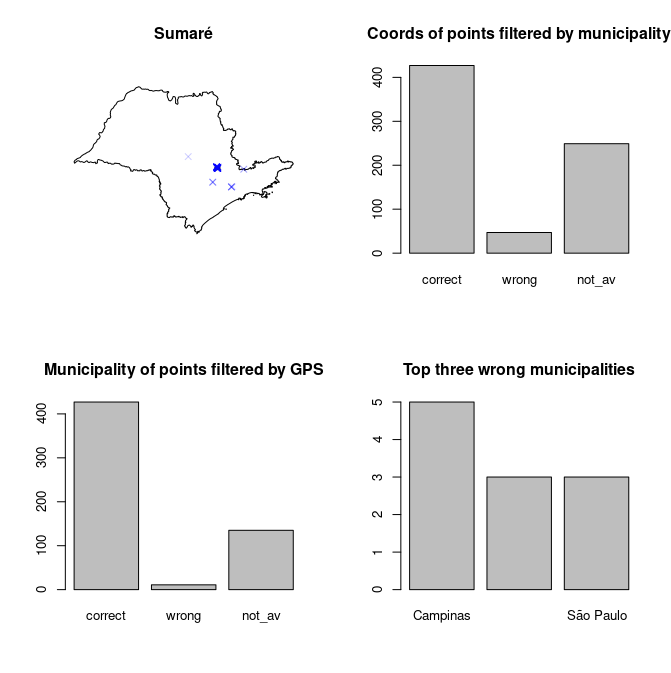 Sumaré
Coords of points filtered by municipality
0 100 200 300 400
correct wrong not_av
Municipality of points filtered by GPS
0 100 200 300 400
correct wrong not_av
Top three wrong municipalities
0 1 2 3 4 5
Campinas São Paulo